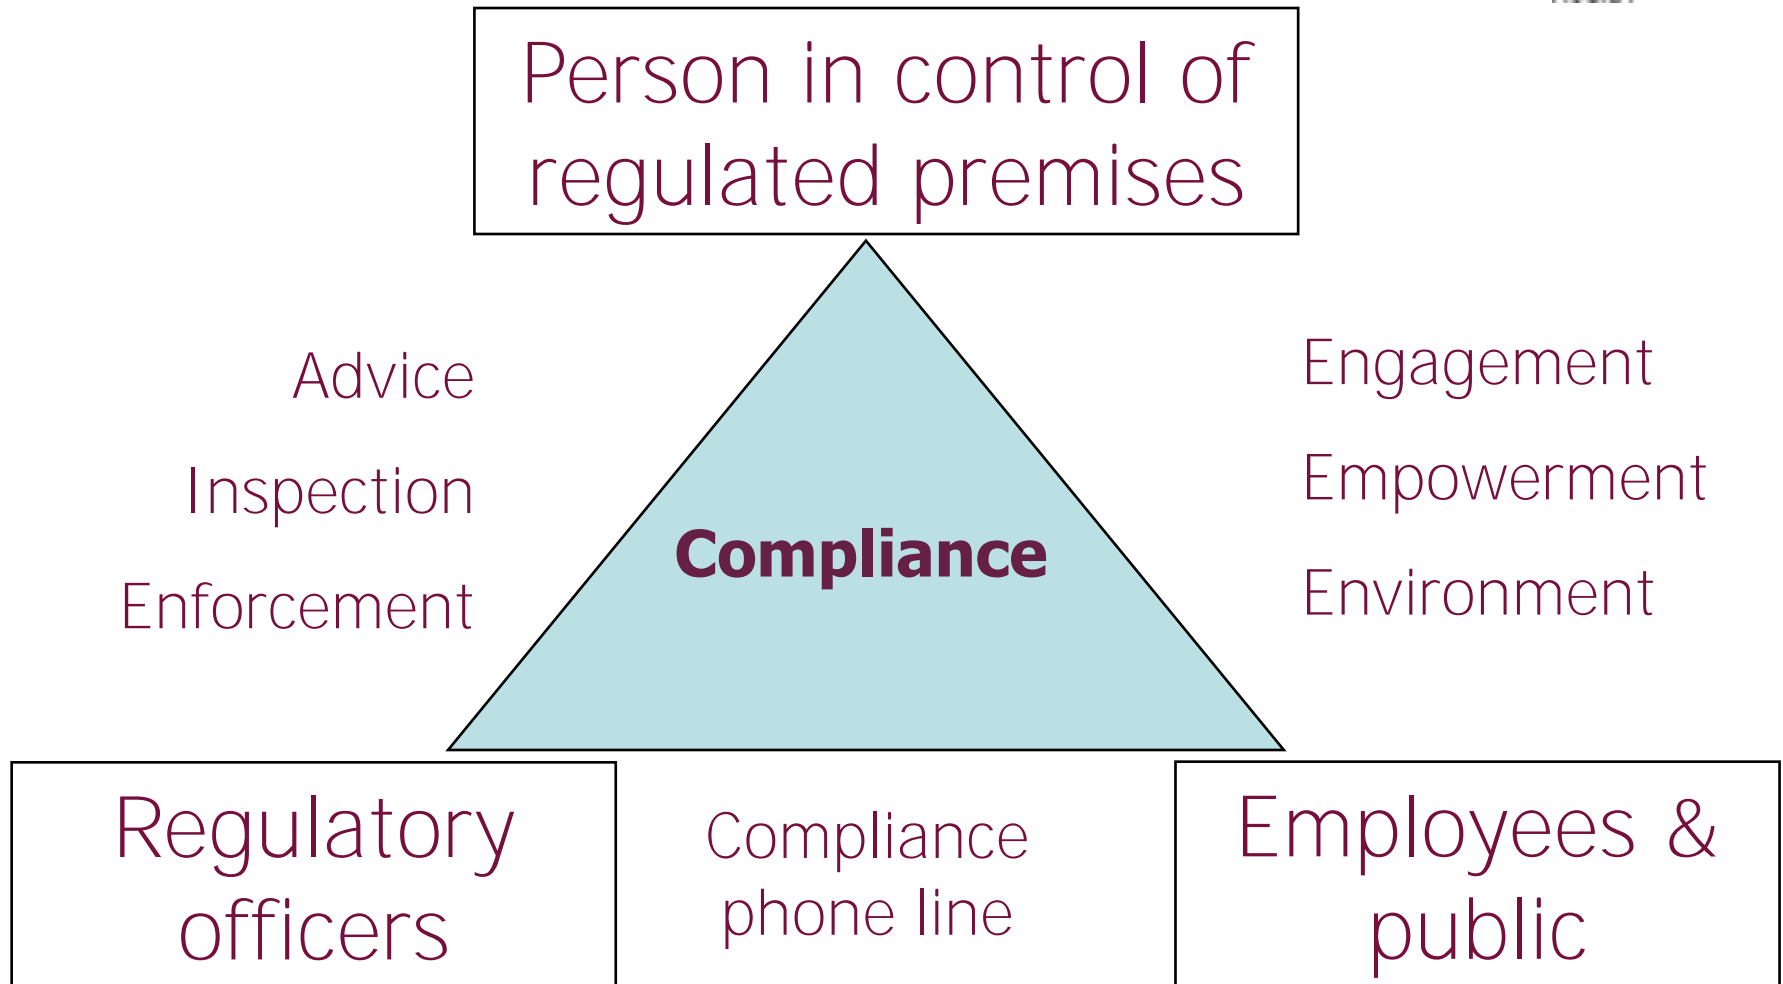 Person in control of
regulated premises
Advice
Inspection
Enforcement
Engagement
Empowerment
Environment
Compliance
Regulatory
officers
Compliance
phone line
Employees &
public